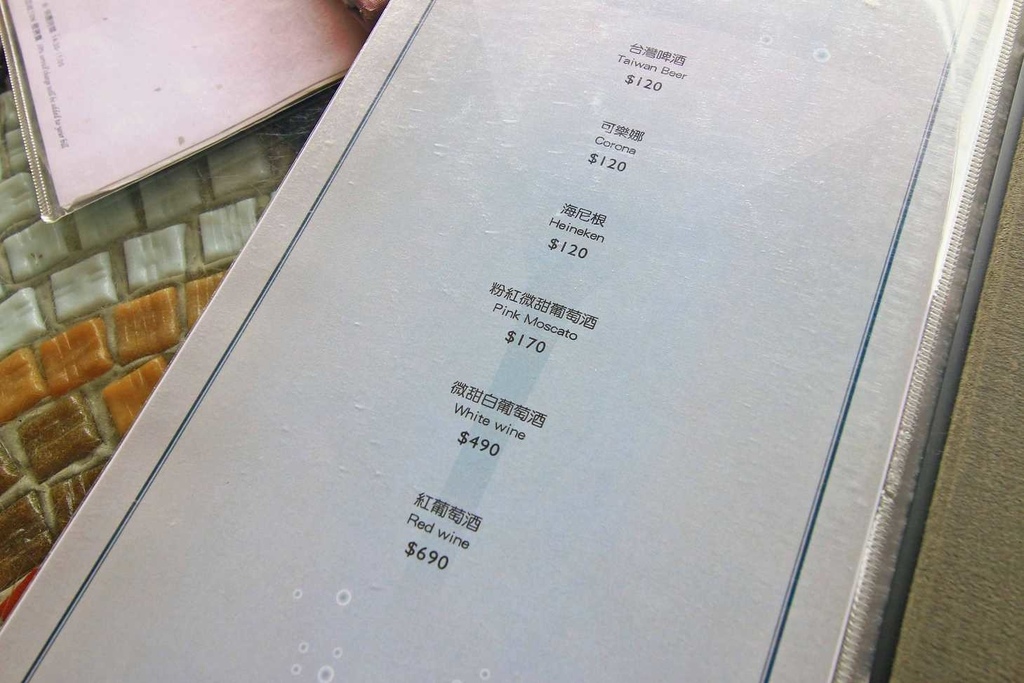 台灣啤酒
Taiwan Beer
$120
可樂娜
Corona
$120
海尼根
Heineken
$120
粉紅微甜葡萄酒
Pink Moscato
$170
微甜白葡萄酒
White wine
$490
紅葡萄酒
Red wine
$690